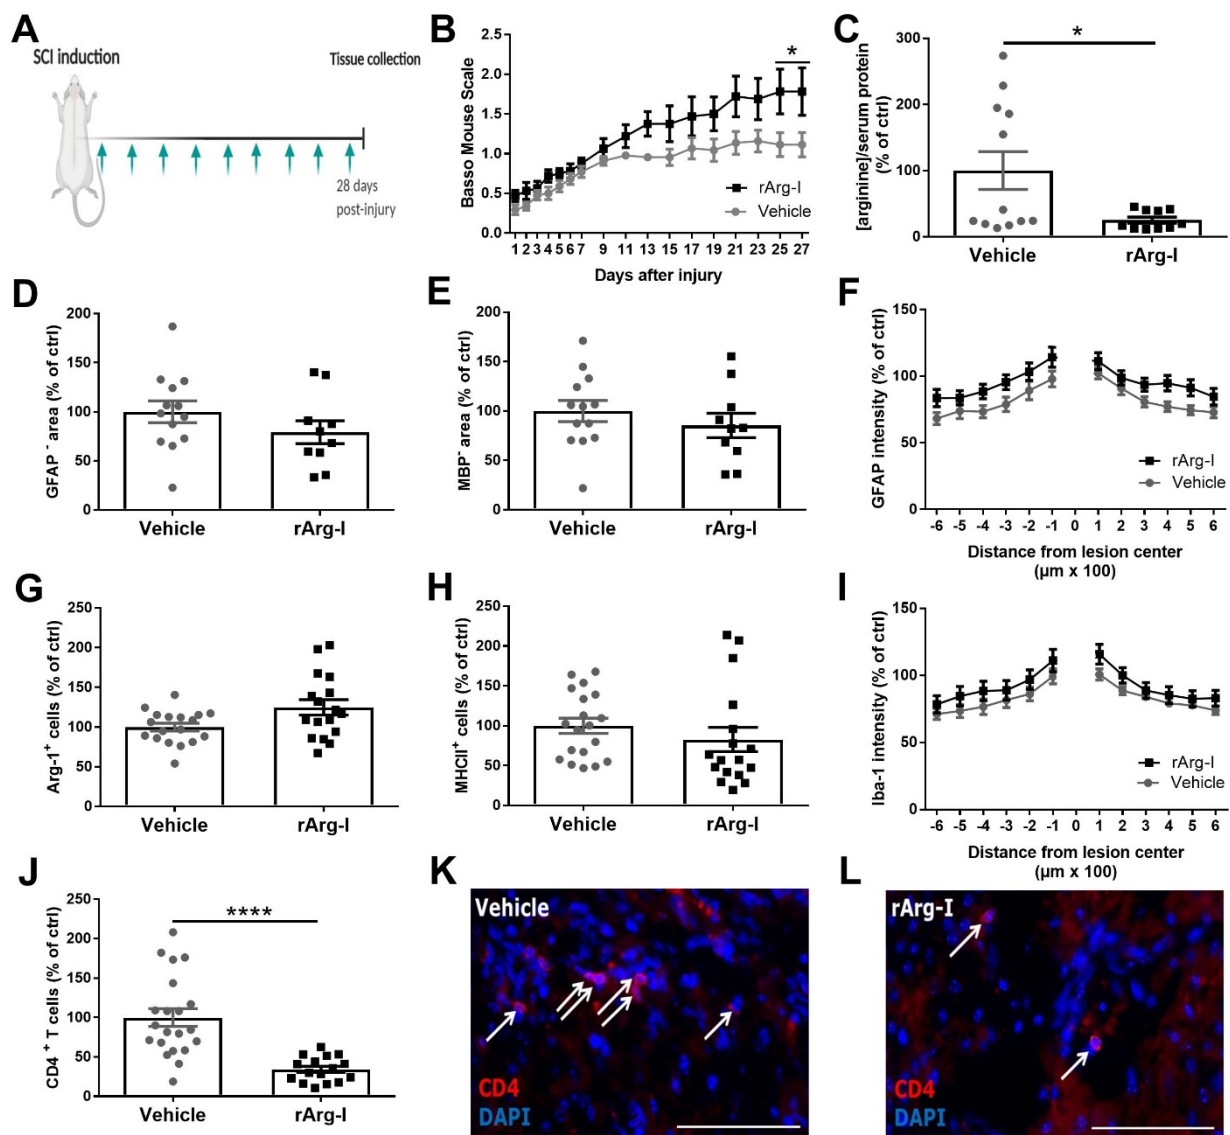 A
SCI induction
Tissue collection
28 days
post-injury
B
Basso Mouse Scale
2.5
2.0
1.5
1.0
0.5
0.0
rArg-I
Vehicle
1 2 3 4 5 6 7 9 11 13 15 17 19 21 23 25 27
Days after injury
*
C
[arginine]/serum protein
(% of ctrl)
300
200
100
0
*
Vehicle rArg-I
D
GFAP - area (% of ctrl)
200
150
100
50
0
Vehicle rArg-I
E
MBP- area (% of ctrl)
200
150
100
50
0
Vehicle rArg-I
F
GFAP intensity (% of ctrl)
150
100
50
0
rArg-I
Vehicle
-6 -5 -4 -3 -2 -1 0 1 2 3 4 5 6
Distance from lesion center
(µm x 100)
G
Arg-1+ cells (% of ctrl)
250
200
150
100
50
0
Vehicle rArg-I
H
MHCII+ cells (% of ctrl)
250
200
150
100
50
0
Vehicle rArg-I
I
Iba-1 intensity (% of ctrl)
150
100
50
0
rArg-I
Vehicle
-6 -5 -4 -3 -2 -1 0 1 2 3 4 5 6
Distance from lesion center
(µm x 100)
J
CD4 + T cells (% of ctrl)
250
200
150
100
50
0
****
Vehicle rArg-I
K
Vehicle
CD4
DAPI
L
rArg-I
CD4
DAPI